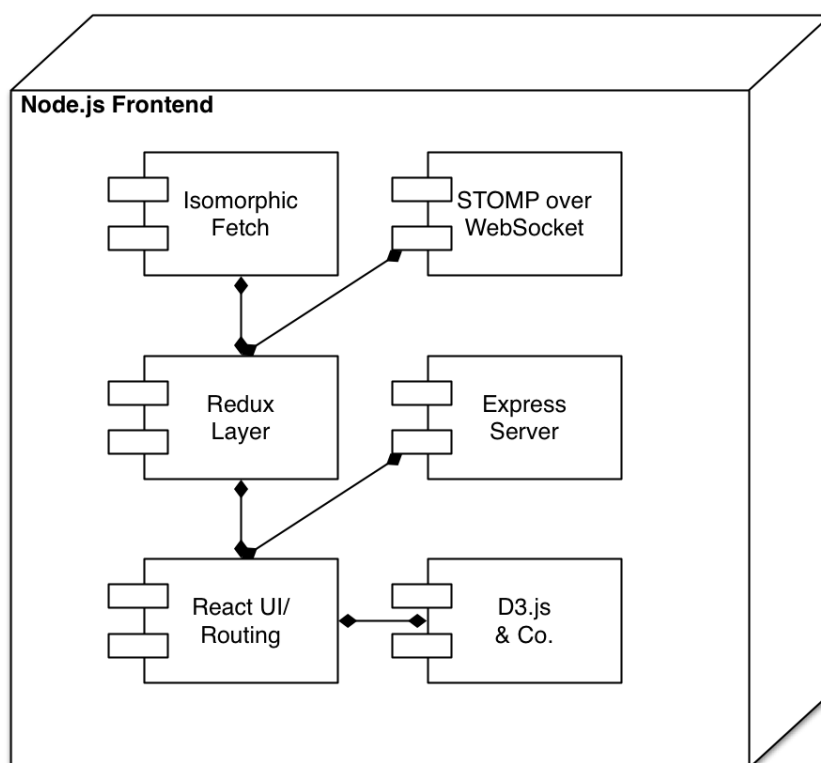 Node.js Frontend
Isomorphic
Fetch
STOMP over
WebSocket
Redux
Layer
Express
Server
React UI/
Routing
D3.js
& Co.